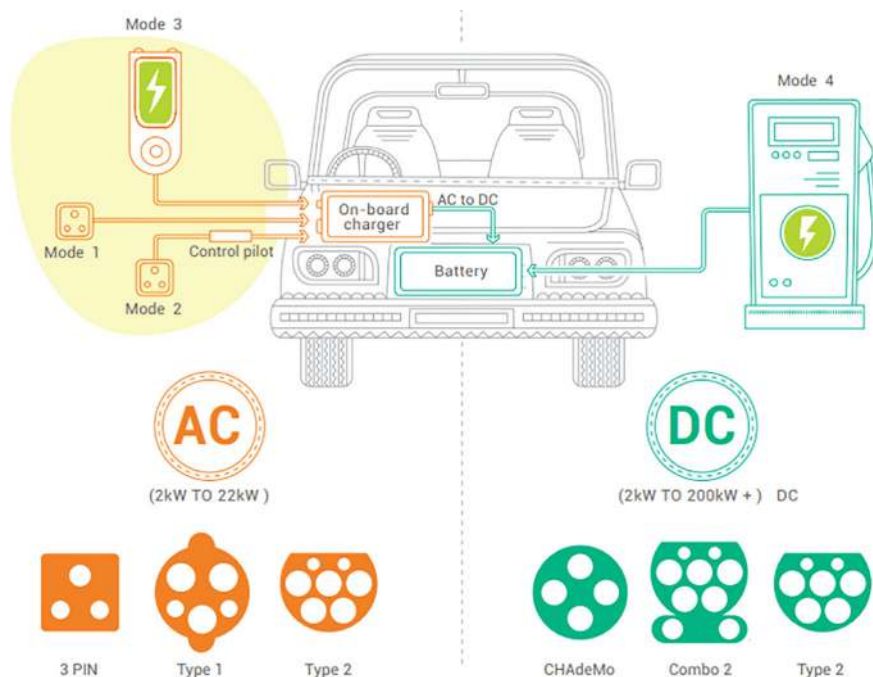 Mode 3
Mode 4
On-board
charger
AC to DC
Mode 1
Control pilot
Battery
Mode 2
AC
DC
(2kW TO 22kW )
(2kW TO 200kW + ) DC
3 PIN
Type 1
Type 2
CHAdeMo
Combo 2
Type 2